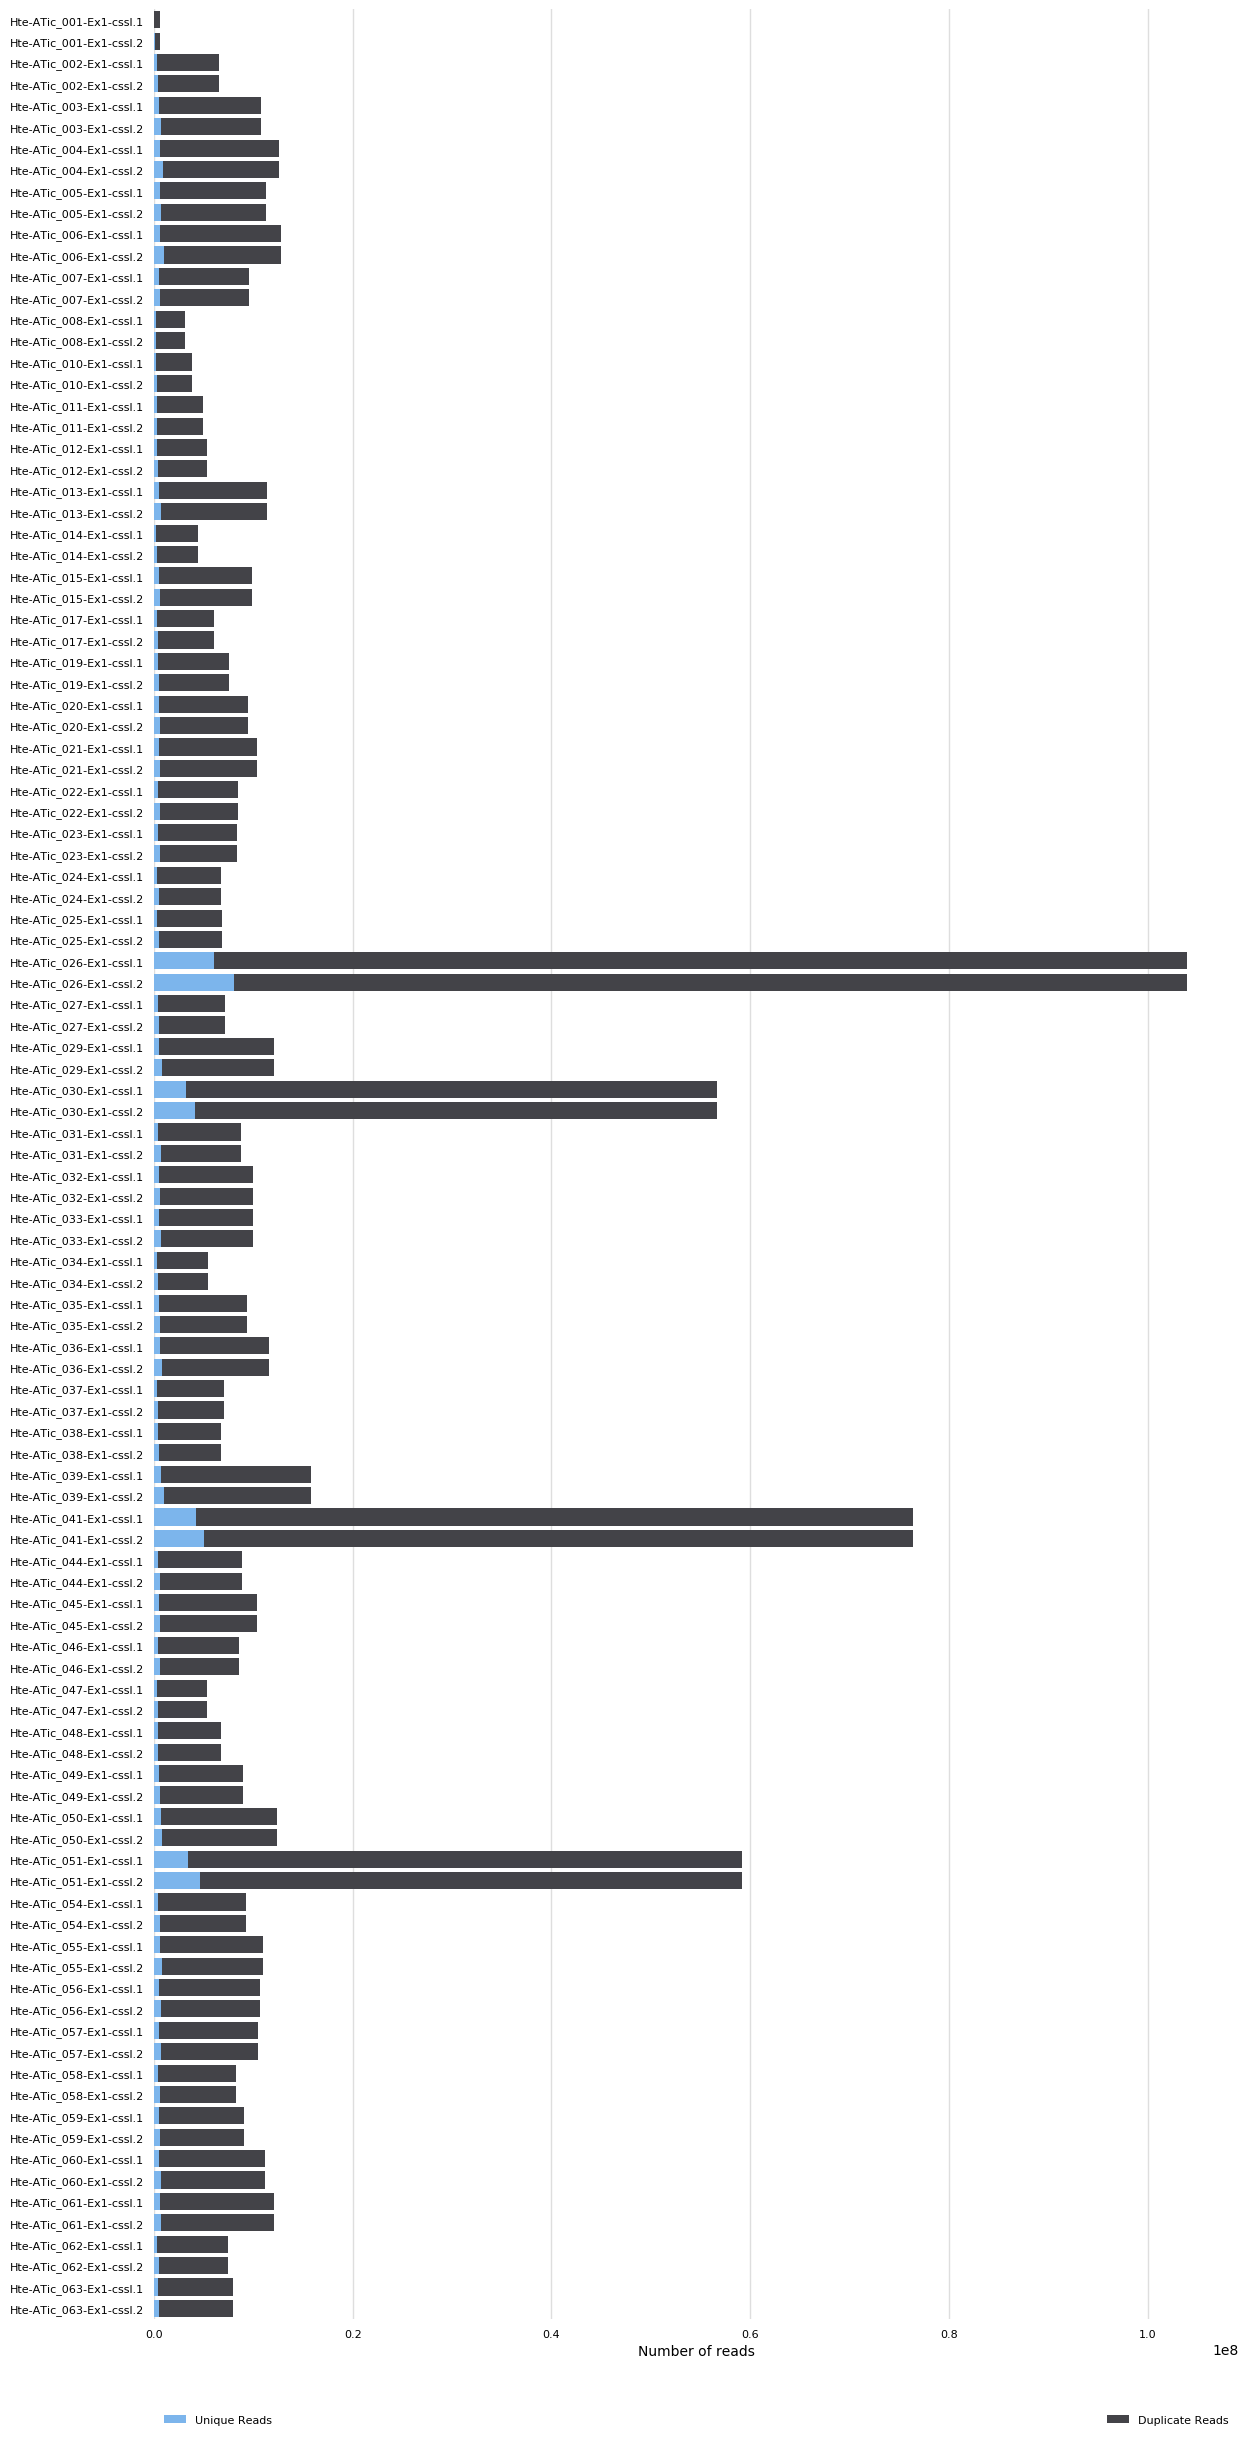 Hte-ATic_001-Ex1-cssl.1
Hte-ATic_001-Ex1-cssl.2
Hte-ATic_002-Ex1-cssl.1
Hte-ATic_002-Ex1-cssl.2
Hte-ATic_003-Ex1-cssl.1
Hte-ATic_003-Ex1-cssl.2
Hte-ATic_004-Ex1-cssl.1
Hte-ATic_004-Ex1-cssl.2
Hte-ATic_005-Ex1-cssl.1
Hte-ATic_005-Ex1-cssl.2
Hte-ATic_006-Ex1-cssl.1
Hte-ATic_006-Ex1-cssl.2
Hte-ATic_007-Ex1-cssl.1
Hte-ATic_007-Ex1-cssl.2
Hte-ATic_008-Ex1-cssl.1
Hte-ATic_008-Ex1-cssl.2
Hte-ATic_010-Ex1-cssl.1
Hte-ATic_010-Ex1-cssl.2
Hte-ATic_011-Ex1-cssl.1
Hte-ATic_011-Ex1-cssl.2
Hte-ATic_012-Ex1-cssl.1
Hte-ATic_012-Ex1-cssl.2
Hte-ATic_013-Ex1-cssl.1
Hte-ATic_013-Ex1-cssl.2
Hte-ATic_014-Ex1-cssl.1
Hte-ATic_014-Ex1-cssl.2
Hte-ATic_015-Ex1-cssl.1
Hte-ATic_015-Ex1-cssl.2
Hte-ATic_017-Ex1-cssl.1
Hte-ATic_017-Ex1-cssl.2
Hte-ATic_019-Ex1-cssl.1
Hte-ATic_019-Ex1-cssl.2
Hte-ATic_020-Ex1-cssl.1
Hte-ATic_020-Ex1-cssl.2
Hte-ATic_021-Ex1-cssl.1
Hte-ATic_021-Ex1-cssl.2
Hte-ATic_022-Ex1-cssl.1
Hte-ATic_022-Ex1-cssl.2
Hte-ATic_023-Ex1-cssl.1
Hte-ATic_023-Ex1-cssl.2
Hte-ATic_024-Ex1-cssl.1
Hte-ATic_024-Ex1-cssl.2
Hte-ATic_025-Ex1-cssl.1
Hte-ATic_025-Ex1-cssl.2
Hte-ATic_026-Ex1-cssl.1
Hte-ATic_026-Ex1-cssl.2
Hte-ATic_027-Ex1-cssl.1
Hte-ATic_027-Ex1-cssl.2
Hte-ATic_029-Ex1-cssl.1
Hte-ATic_029-Ex1-cssl.2
Hte-ATic_030-Ex1-cssl.1
Hte-ATic_030-Ex1-cssl.2
Hte-ATic_031-Ex1-cssl.1
Hte-ATic_031-Ex1-cssl.2
Hte-ATic_032-Ex1-cssl.1
Hte-ATic_032-Ex1-cssl.2
Hte-ATic_033-Ex1-cssl.1
Hte-ATic_033-Ex1-cssl.2
Hte-ATic_034-Ex1-cssl.1
Hte-ATic_034-Ex1-cssl.2
Hte-ATic_035-Ex1-cssl.1
Hte-ATic_035-Ex1-cssl.2
Hte-ATic_036-Ex1-cssl.1
Hte-ATic_036-Ex1-cssl.2
Hte-ATic_037-Ex1-cssl.1
Hte-ATic_037-Ex1-cssl.2
Hte-ATic_038-Ex1-cssl.1
Hte-ATic_038-Ex1-cssl.2
Hte-ATic_039-Ex1-cssl.1
Hte-ATic_039-Ex1-cssl.2
Hte-ATic_041-Ex1-cssl.1
Hte-ATic_041-Ex1-cssl.2
Hte-ATic_044-Ex1-cssl.1
Hte-ATic_044-Ex1-cssl.2
Hte-ATic_045-Ex1-cssl.1
Hte-ATic_045-Ex1-cssl.2
Hte-ATic_046-Ex1-cssl.1
Hte-ATic_046-Ex1-cssl.2
Hte-ATic_047-Ex1-cssl.1
Hte-ATic_047-Ex1-cssl.2
Hte-ATic_048-Ex1-cssl.1
Hte-ATic_048-Ex1-cssl.2
Hte-ATic_049-Ex1-cssl.1
Hte-ATic_049-Ex1-cssl.2
Hte-ATic_050-Ex1-cssl.1
Hte-ATic_050-Ex1-cssl.2
Hte-ATic_051-Ex1-cssl.1
Hte-ATic_051-Ex1-cssl.2
Hte-ATic_054-Ex1-cssl.1
Hte-ATic_054-Ex1-cssl.2
Hte-ATic_055-Ex1-cssl.1
Hte-ATic_055-Ex1-cssl.2
Hte-ATic_056-Ex1-cssl.1
Hte-ATic_056-Ex1-cssl.2
Hte-ATic_057-Ex1-cssl.1
Hte-ATic_057-Ex1-cssl.2
Hte-ATic_058-Ex1-cssl.1
Hte-ATic_058-Ex1-cssl.2
Hte-ATic_059-Ex1-cssl.1
Hte-ATic_059-Ex1-cssl.2
Hte-ATic_060-Ex1-cssl.1
Hte-ATic_060-Ex1-cssl.2
Hte-ATic_061-Ex1-cssl.1
Hte-ATic_061-Ex1-cssl.2
Hte-ATic_062-Ex1-cssl.1
Hte-ATic_062-Ex1-cssl.2
Hte-ATic_063-Ex1-cssl.1
Hte-ATic_063-Ex1-cssl.2
0.0 0.2 0.4 0.6 0.8 1.0
Number of reads 1e8
Unique Reads Duplicate Reads